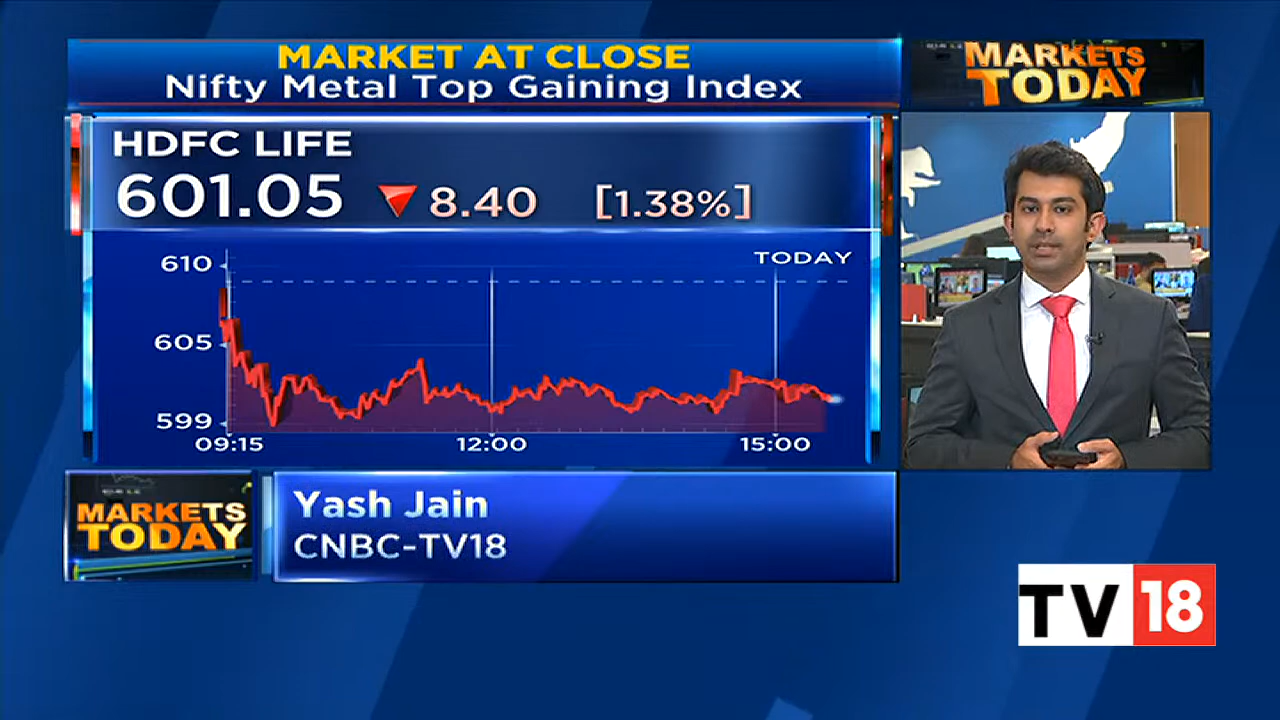 MARKET AT CLOSE
Nifty Metal Top Gaining Index
MARKETS
TODAY
HDFC LIFE
601.05 ▼ 8.40 [1.38%]
TODAY
610
605
599
09:15 12:00 15:00
MARKETS
TODAY
Yash Jain
CNBC-TV18
TV18